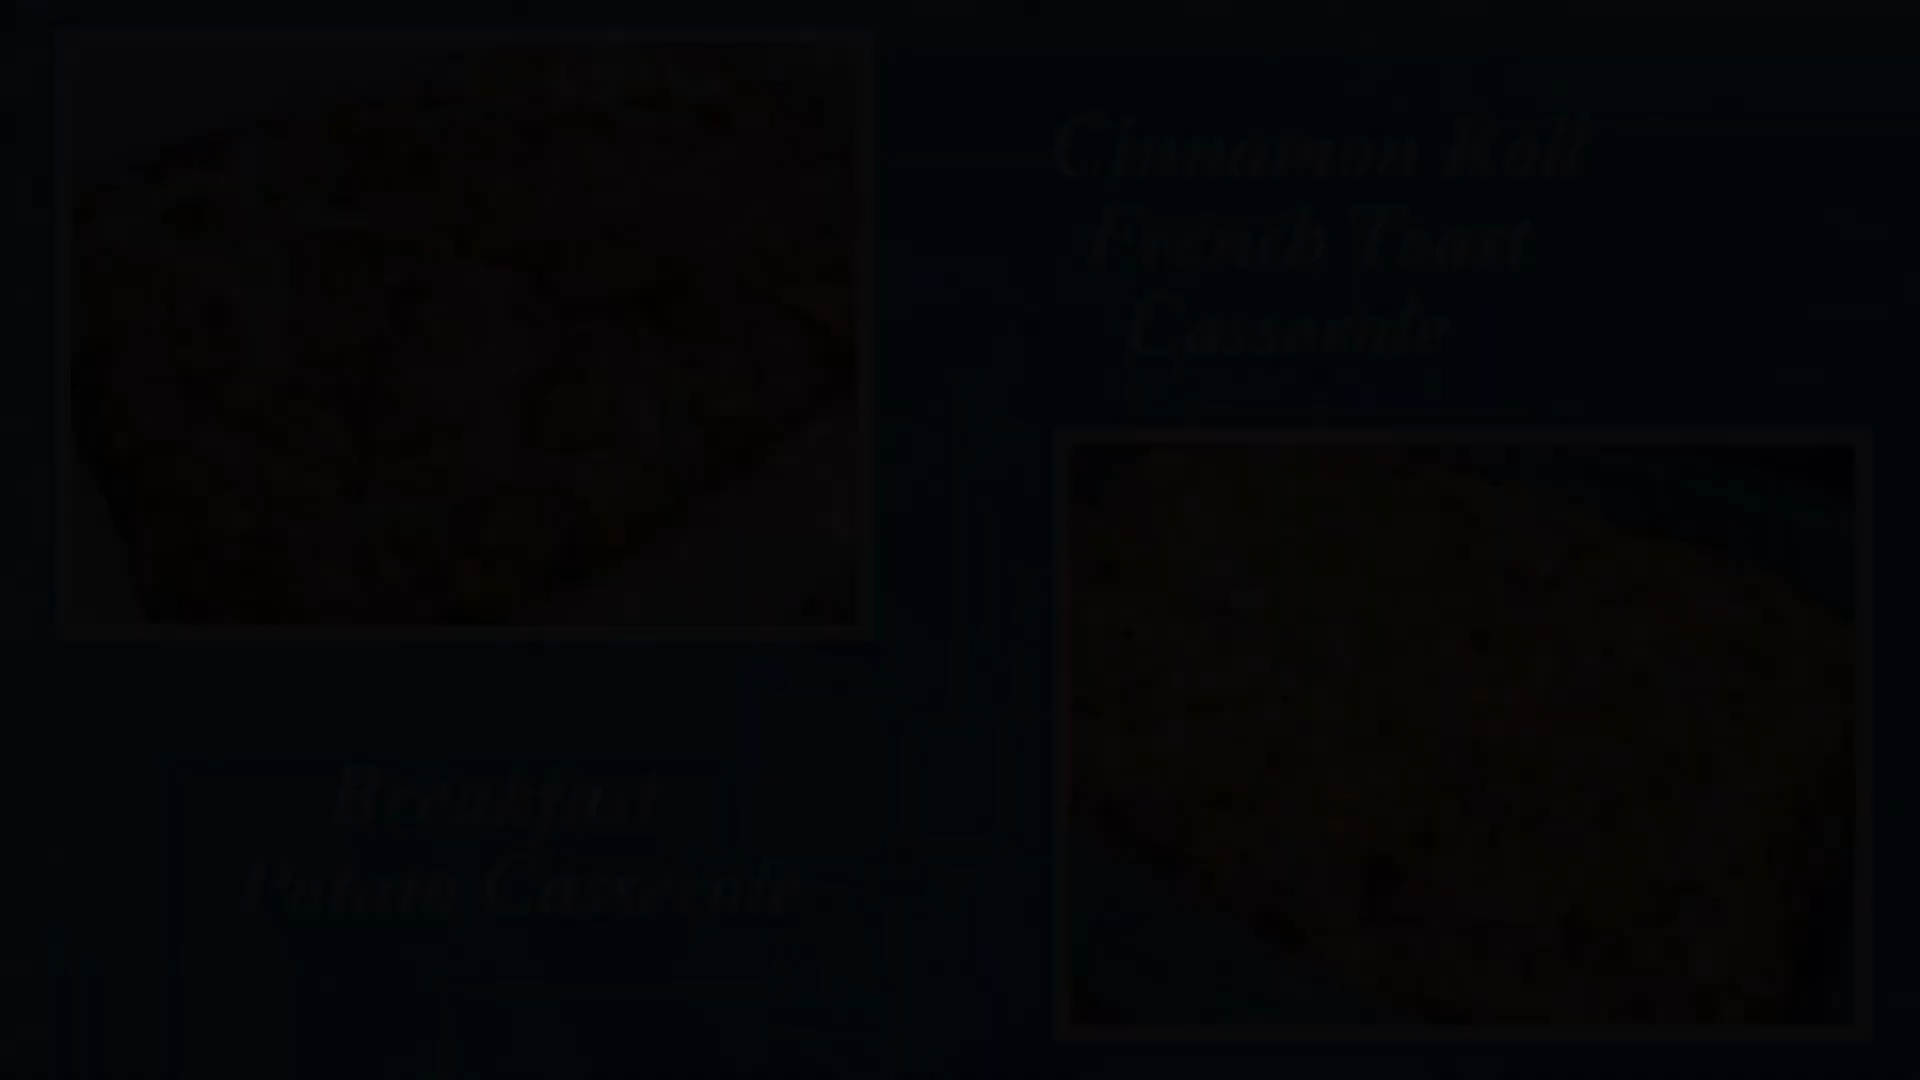 Cinnamon Roll
French Toast
Casserole
Breakfast
Potato Casserole